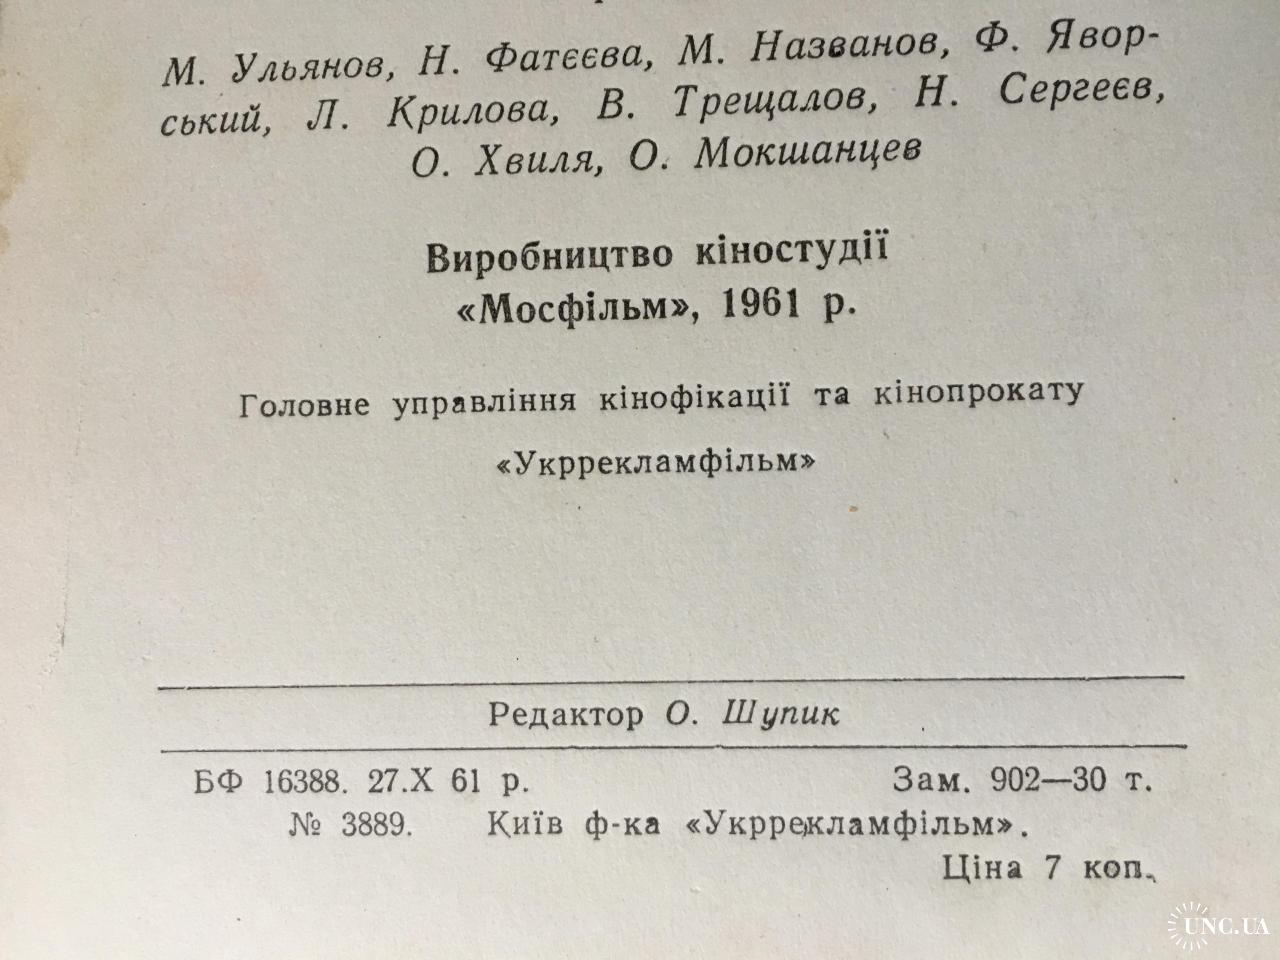 М. Ульянов, Н. Фатєєва, М. Названов, Ф. Явор-
ський, Л. Крилова, В. Трещалов, Н. Сергеєв,
О. Хвиля, О. Мокшанцев
Виробництво кіностудії
«Мосфільм», 1961 р.
Головне управління кінофікації та кінопрокату
«Укррекламфільм»
Редактор О. Шупик
БФ 16388. 27.X 61 р. Зам. 902—30 т.
№ 3889. Київ ф-ка «Укррекламфільм».
Ціна 7 коп.
UNC.UA